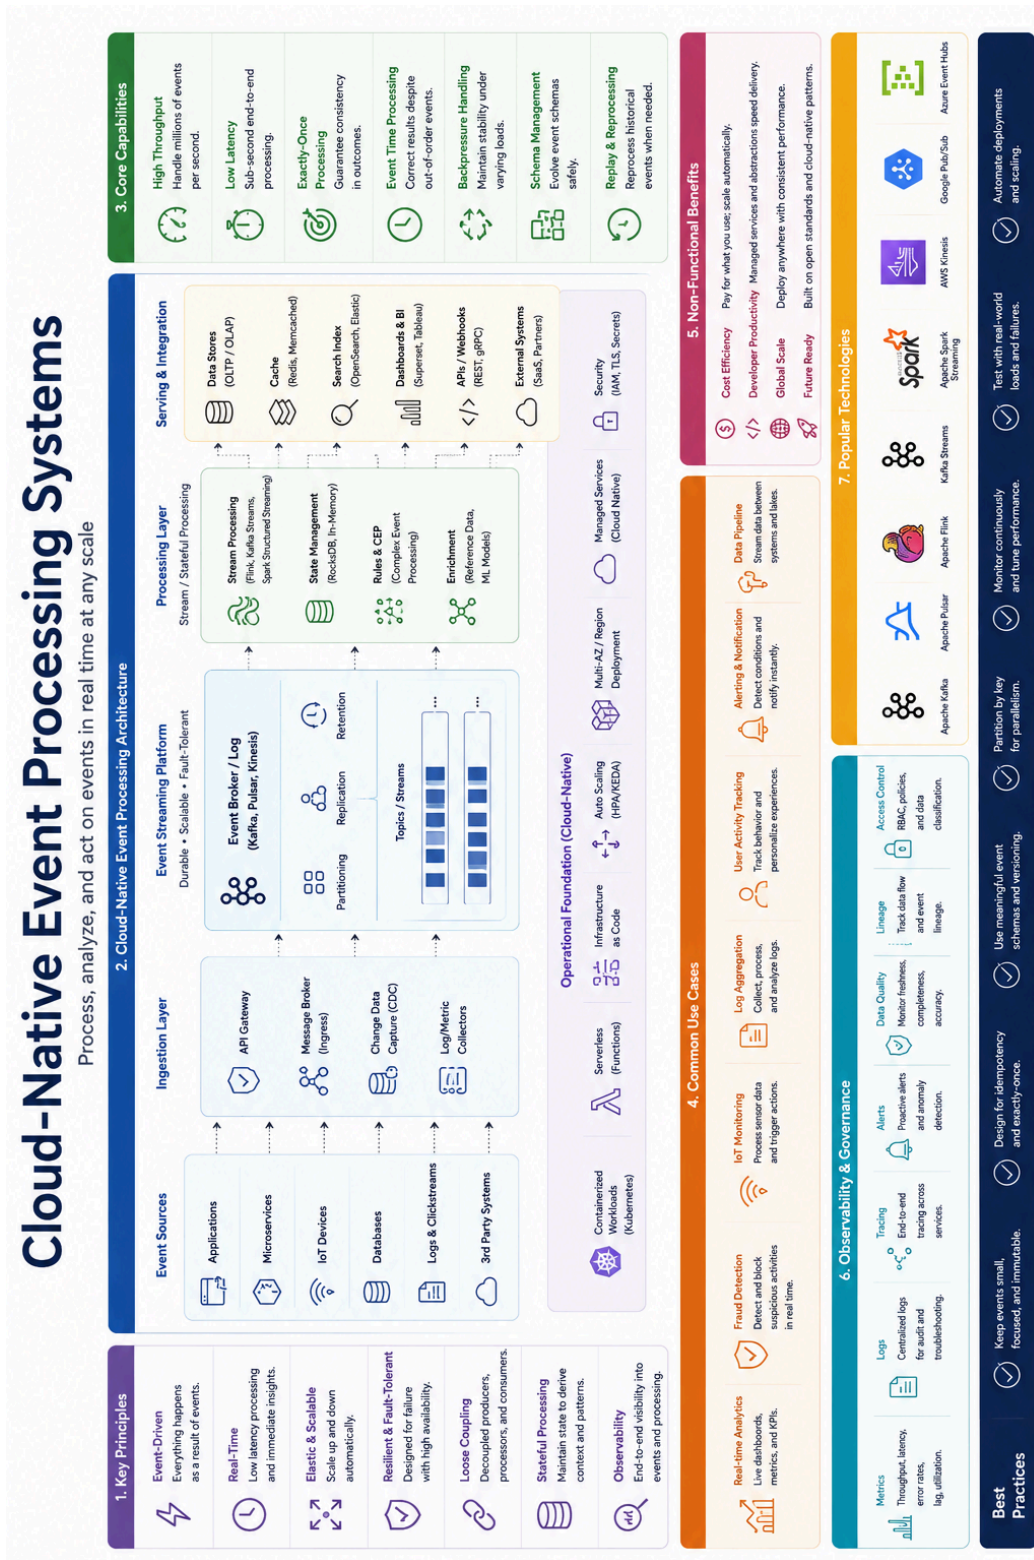 Cloud-Native Event Processing Systems
Process, analyze, and act on events in real time at any scale
1. Key Principles
Event-Driven
Everything happens
as a result of events.
Real-Time
Low latency processing
and immediate insights.
Elastic & Scalable
Scale up and down
automatically.
Resilient & Fault-Tolerant
Designed for failure
with high availability.
Loose Coupling
Decoupled producers,
processors, and consumers.
Stateful Processing
Maintain state to derive
context and patterns.
Observability
End-to-end visibility into
events and processing.
2. Cloud-Native Event Processing Architecture
Event Sources
Applications
Microservices
IoT Devices
Databases
Logs & Clickstreams
3rd Party Systems
Ingestion Layer
API Gateway
Message Broker
(Ingress)
Change Data
Capture (CDC)
Log/Metric
Collectors
Event Streaming Platform
Durable • Scalable • Fault-Tolerant
Event Broker / Log
(Kafka, Pulsar, Kinesis)
Partitioning
Replication
Retention
Topics / Streams
...
...
Processing Layer
Stream / Stateful Processing
Stream Processing
(Flink, Kafka Streams,
Spark Structured Streaming)
State Management
(RocksDB, In-Memory)
Rules & CEP
(Complex Event
Processing)
Enrichment
(Reference Data,
ML Models)
Serving & Integration
Data Stores
(OLTP / OLAP)
Cache
(Redis, Memcached)
Search Index
(OpenSearch, Elastic)
Dashboards & BI
(Superset, Tableau)
APIs / Webhooks
(REST, gRPC)
External Systems
(SaaS, Partners)
Operational Foundation (Cloud-Native)
Containerized
Workloads
(Kubernetes)
Serverless
(Functions)
Infrastructure
as Code
Auto Scaling
(HPA/KEDA)
Multi-AZ / Region
Deployment
Managed Services
(Cloud Native)
Security
(IAM, TLS, Secrets)
3. Core Capabilities
High Throughput
Handle millions of events
per second.
Low Latency
Sub-second end-to-end
processing.
Exactly-Once
Processing
Guarantee consistency
in outcomes.
Event Time Processing
Correct results despite
out-of-order events.
Backpressure Handling
Maintain stability under
varying loads.
Schema Management
Evolve event schemas
safely.
Replay & Reprocessing
Reprocess historical
events when needed.
4. Common Use Cases
Real-time Analytics
Live dashboards,
metrics, and KPIs.
Fraud Detection
Detect and block
suspicious activities
in real time.
IoT Monitoring
Process sensor data
and trigger actions.
Log Aggregation
Collect, process,
and analyze logs.
User Activity Tracking
Track behavior and
personalize experiences.
Alerting & Notification
Detect conditions and
notify instantly.
Data Pipeline
Stream data between
systems and lakes.
5. Non-Functional Benefits
Cost Efficiency Pay for what you use; scale automatically.
Developer Productivity Managed services and abstractions speed delivery.
Global Scale Deploy anywhere with consistent performance.
Future Ready Built on open standards and cloud-native patterns.
6. Observability & Governance
Metrics
Throughput, latency,
error rates,
lag, utilization.
Logs
Centralized logs
for audit and
troubleshooting.
Tracing
End-to-end
tracing across
services.
Alerts
Proactive alerts
and anomaly
detection.
Data Quality
Monitor freshness,
completeness,
accuracy.
Lineage
Track data flow
and event
lineage.
Access Control
RBAC, policies,
and data
classification.
7. Popular Technologies
Apache Kafka
Apache Pulsar
Apache Flink
Kafka Streams
Spark
Apache Spark
Streaming
AWS Kinesis
Google Pub/Sub
Azure Event Hubs
Best
Practices
Keep events small,
focused, and immutable.
Design for idempotency
and exactly-once.
Use meaningful event
schemas and versioning.
Partition by key
for parallelism.
Monitor continuously
and tune performance.
Test with real-world
loads and failures.
Automate deployments
and scaling.